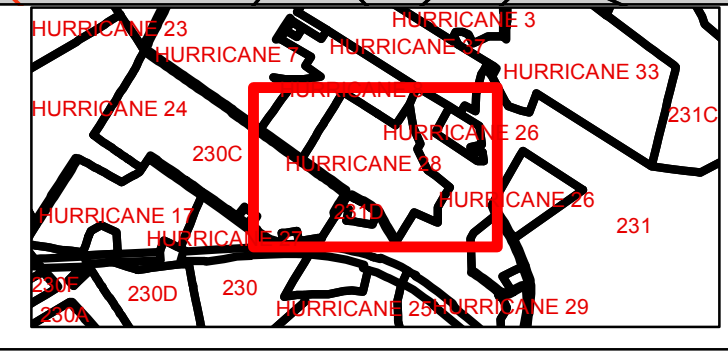 HURRICANE 3
HURRICANE 23
HURRICANE 37
HURRICANE 7
HURRICANE 33
HURRICANE
HURRICANE 24
231C
HURRICANE 26
230C
HURRICANE 28
HURRICANE 26
231D
HURRICANE 17
231
HURRICANE 27
230F
230D
230
HURRICANE 25
HURRICANE 29
230A